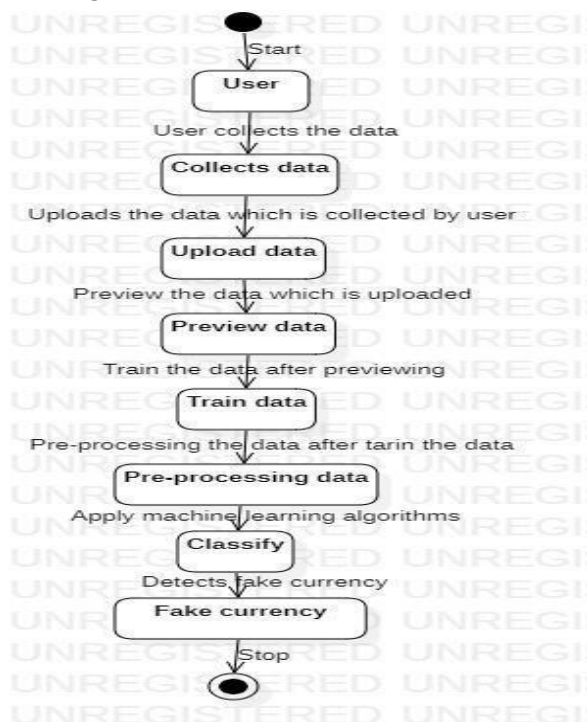 UNREGISTERED UNREGI
Start
User
User collects the data
Collects data
Uploads the data which is collected by user
Upload data
Preview the data which is uploaded
Preview data
Train the data after previewing
Train data
Pre-processing the data after tarin the data
Pre-processing data
Apply machine learning algorithms
Classify
Detects fake currency
Fake currency
Stop